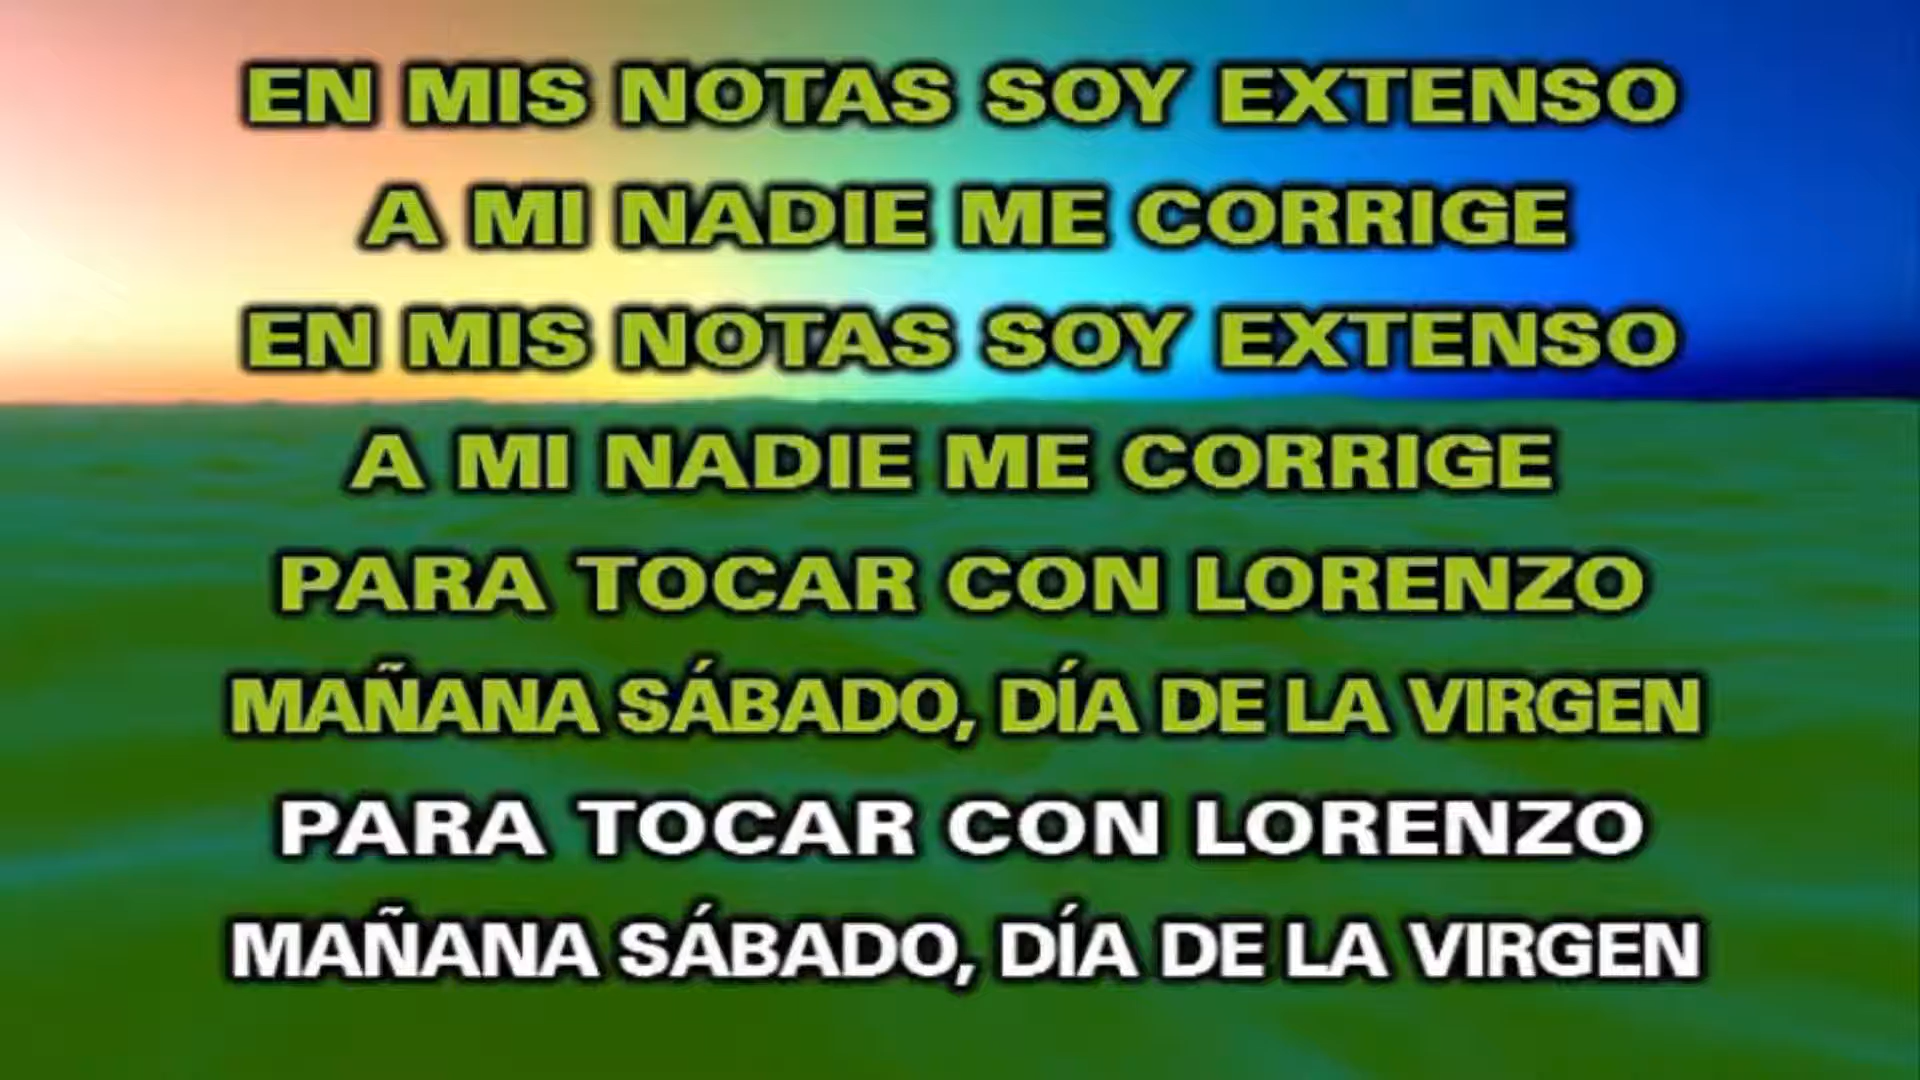 EN MIS NOTAS SOY EXTENSO
A MI NADIE ME CORRIGE
EN MIS NOTAS SOY EXTENSO
A MI NADIE ME CORRIGE
PARA TOCAR CON LORENZO
MAÑANA SÁBADO, DÍA DE LA VIRGEN
PARA TOCAR CON LORENZO
MAÑANA SÁBADO, DÍA DE LA VIRGEN